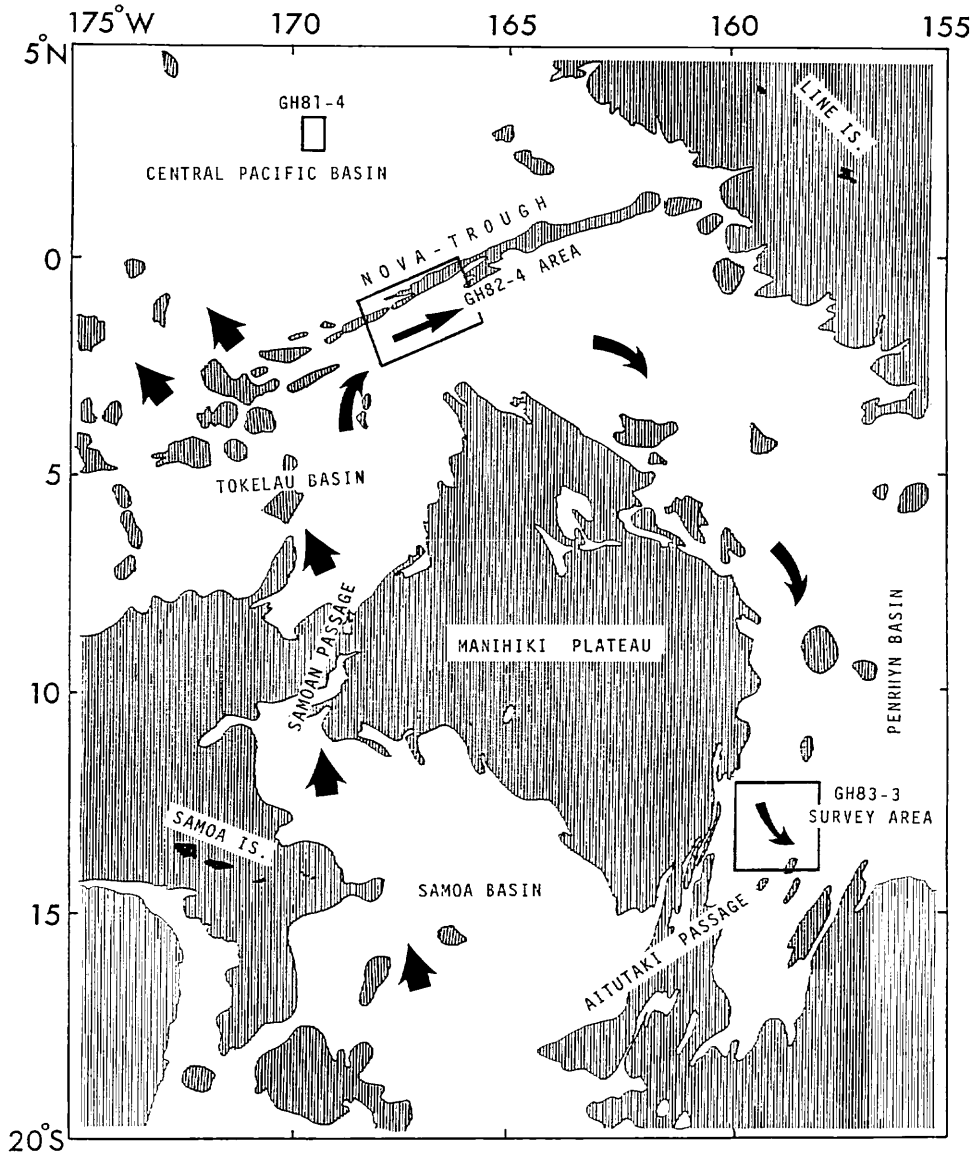 175°W 170 165 160 155
5°N
GH81-4
LINE IS.
CENTRAL PACIFIC BASIN
NOVA-TROUGH
0
GH82-4 AREA
5
TOKELAU BASIN
SAMOAN PASSAGE
MANIHIKI PLATEAU
PENRHYN BASIN
10
GH83-3
SURVEY AREA
SAMOA IS.
SAMOA BASIN
15
AITUTAKI PASSAGE
20°S